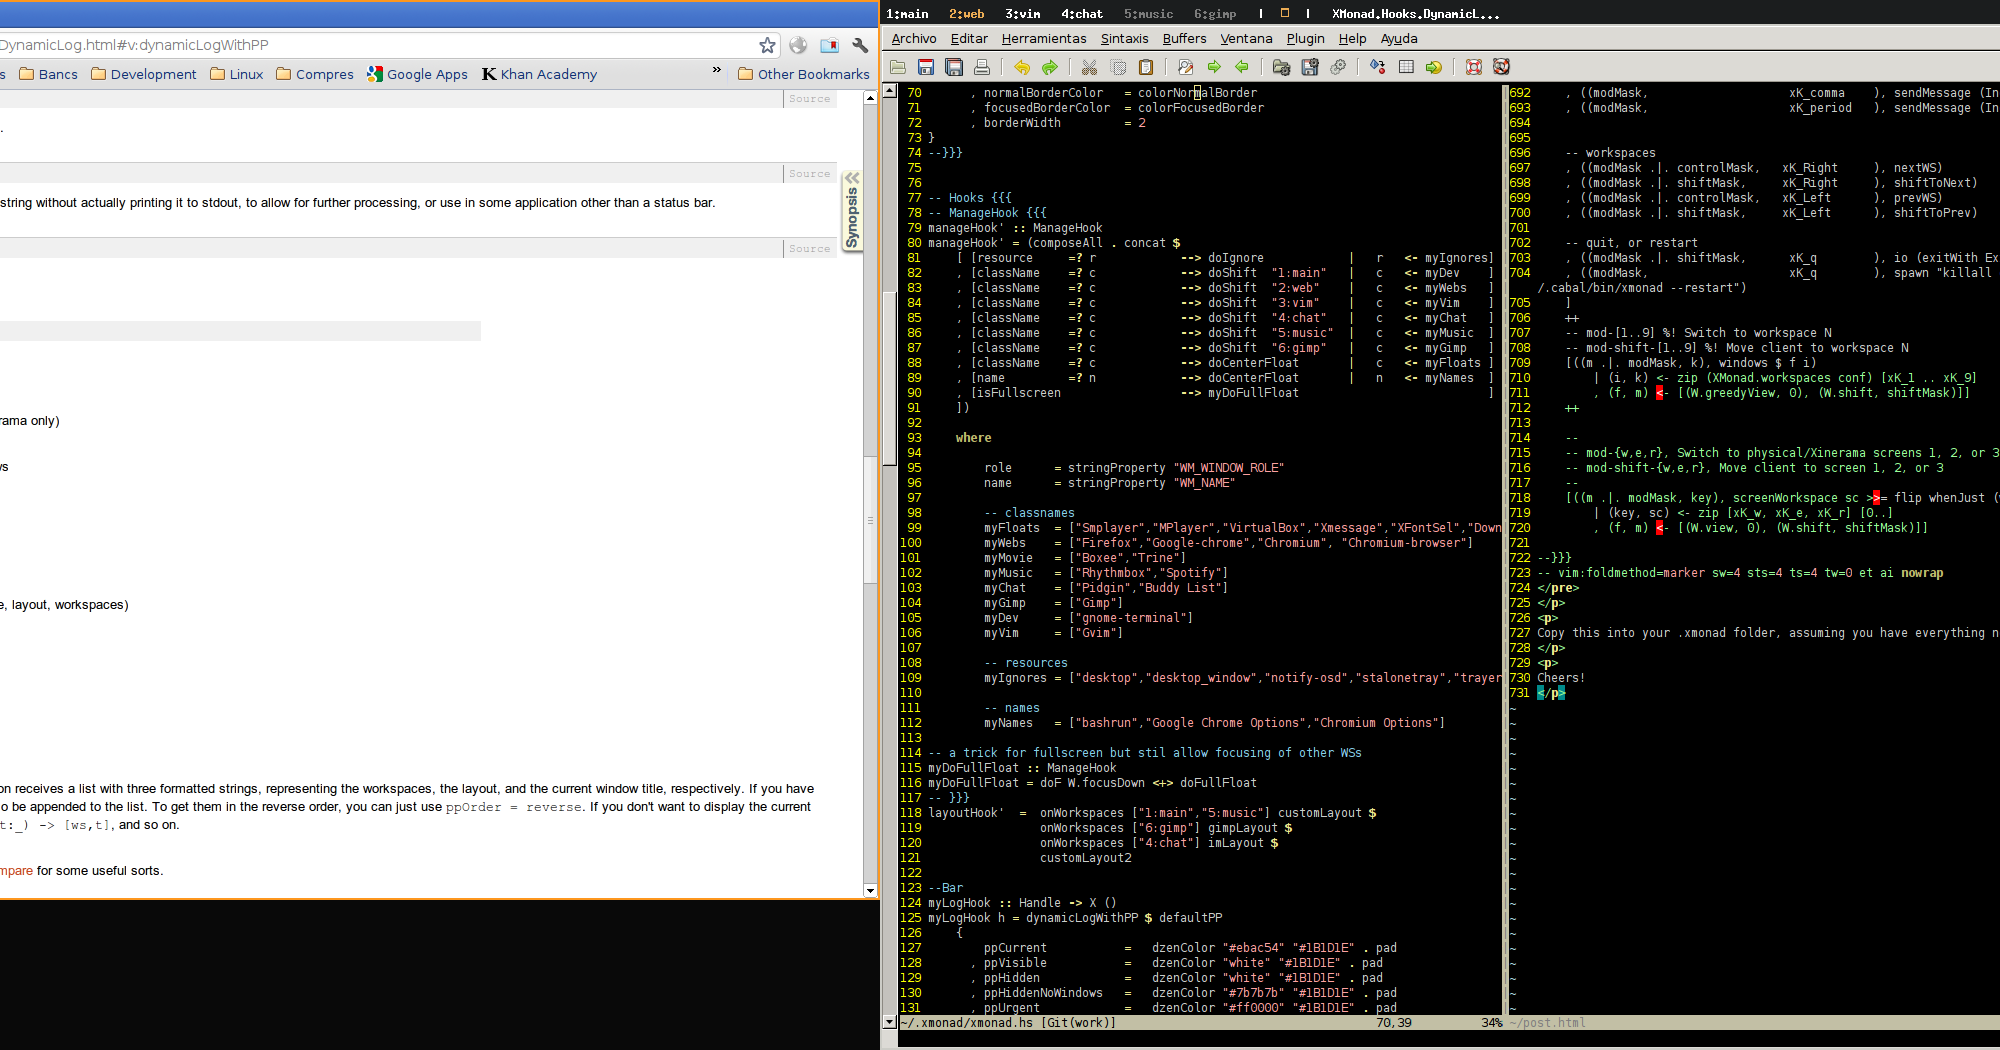 DynamicLog.html#v:dynamicLogWithPP
s Bancs Development Linux Compres Google Apps Khan Academy » Other Bookmarks
Source
.
Source
string without actually printing it to stdout, to allow for further processing, or use in some application other than a status bar.
Synopsis
Source
rama only)
vs
e, layout, workspaces)
on receives a list with three formatted strings, representing the workspaces, the layout, and the current window title, respectively. If you have
o be appended to the list. To get them in the reverse order, you can just use ppOrder = reverse. If you don't want to display the current
t:_) -> [ws,t], and so on.
mpare for some useful sorts.
1:main 2:web 3:vim 4:chat 5:music 6:gimp | | XMonad.Hooks.DynamicL...
Archivo Editar Herramientas Sintaxis Buffers Ventana Plugin Help Ayuda
70 , normalBorderColor = colorNormalBorder
71 , focusedBorderColor = colorFocusedBorder
72 , borderWidth = 2
73 }
74 --}}}
75
76
77 -- Hooks {{{
78 -- ManageHook {{{
79 manageHook' :: ManageHook
80 manageHook' = (composeAll . concat $
81 [ [resource =? r --> doIgnore | r <- myIgnores]
82 , [className =? c --> doShift "1:main" | c <- myDev ]
83 , [className =? c --> doShift "2:web" | c <- myWebs ]
84 , [className =? c --> doShift "3:vim" | c <- myVim ]
85 , [className =? c --> doShift "4:chat" | c <- myChat ]
86 , [className =? c --> doShift "5:music" | c <- myMusic ]
87 , [className =? c --> doShift "6:gimp" | c <- myGimp ]
88 , [className =? c --> doCenterFloat | c <- myFloats ]
89 , [name =? n --> doCenterFloat | n <- myNames ]
90 , [isFullscreen --> myDoFullFloat ]
91 ])
92
93 where
94
95 role = stringProperty "WM_WINDOW_ROLE"
96 name = stringProperty "WM_NAME"
97
98 -- classnames
99 myFloats = ["Smplayer","MPlayer","VirtualBox","Xmessage","XFontSel","Down
100 myWebs = ["Firefox","Google-chrome","Chromium", "Chromium-browser"]
101 myMovie = ["Boxee","Trine"]
102 myMusic = ["Rhythmbox","Spotify"]
103 myChat = ["Pidgin","Buddy List"]
104 myGimp = ["Gimp"]
105 myDev = ["gnome-terminal"]
106 myVim = ["Gvim"]
107
108 -- resources
109 myIgnores = ["desktop","desktop_window","notify-osd","stalonetray","trayer
110
111 -- names
112 myNames = ["bashrun","Google Chrome Options","Chromium Options"]
113
114 -- a trick for fullscreen but stil allow focusing of other WSs
115 myDoFullFloat :: ManageHook
116 myDoFullFloat = doF W.focusDown <+> doFullFloat
117 -- }}}
118 layoutHook' = onWorkspaces ["1:main","5:music"] customLayout $
119 onWorkspaces ["6:gimp"] gimpLayout $
120 onWorkspaces ["4:chat"] imLayout $
121 customLayout2
122
123 --Bar
124 myLogHook :: Handle -> X ()
125 myLogHook h = dynamicLogWithPP $ defaultPP
126 {
127 ppCurrent = dzenColor "#ebac54" "#1B1D1E" . pad
128 , ppVisible = dzenColor "white" "#1B1D1E" . pad
129 , ppHidden = dzenColor "white" "#1B1D1E" . pad
130 , ppHiddenNoWindows = dzenColor "#7b7b7b" "#1B1D1E" . pad
131 , ppUrgent = dzenColor "#ff0000" "#1B1D1E" . pad
~/.xmonad/xmonad.hs [Git(work)] 70,39 34%
692 , ((modMask, xK_comma ), sendMessage (In
693 , ((modMask, xK_period ), sendMessage (In
694
695
696 -- workspaces
697 , ((modMask .|. controlMask, xK_Right ), nextWS)
698 , ((modMask .|. shiftMask, xK_Right ), shiftToNext)
699 , ((modMask .|. controlMask, xK_Left ), prevWS)
700 , ((modMask .|. shiftMask, xK_Left ), shiftToPrev)
701
702 -- quit, or restart
703 , ((modMask .|. shiftMask, xK_q ), io (exitWith Ex
704 , ((modMask, xK_q ), spawn "killall
/.cabal/bin/xmonad --restart")
705 ]
706 ++
707 -- mod-[1..9] %! Switch to workspace N
708 -- mod-shift-[1..9] %! Move client to workspace N
709 [((m .|. modMask, k), windows $ f i)
710 | (i, k) <- zip (XMonad.workspaces conf) [xK_1 .. xK_9]
711 , (f, m) <- [(W.greedyView, 0), (W.shift, shiftMask)]]
712 ++
713
714 --
715 -- mod-{w,e,r}, Switch to physical/Xinerama screens 1, 2, or 3
716 -- mod-shift-{w,e,r}, Move client to screen 1, 2, or 3
717 --
718 [((m .|. modMask, key), screenWorkspace sc >>= flip whenJust (
719 | (key, sc) <- zip [xK_w, xK_e, xK_r] [0..]
720 , (f, m) <- [(W.view, 0), (W.shift, shiftMask)]]
721
722 --}}}
723 -- vim:foldmethod=marker sw=4 sts=4 ts=4 tw=0 et ai nowrap
724 </pre>
725 </p>
726 <p>
727 Copy this into your .xmonad folder, assuming you have everything n
728 </p>
729 <p>
730 Cheers!
731 </p>
~/post.html